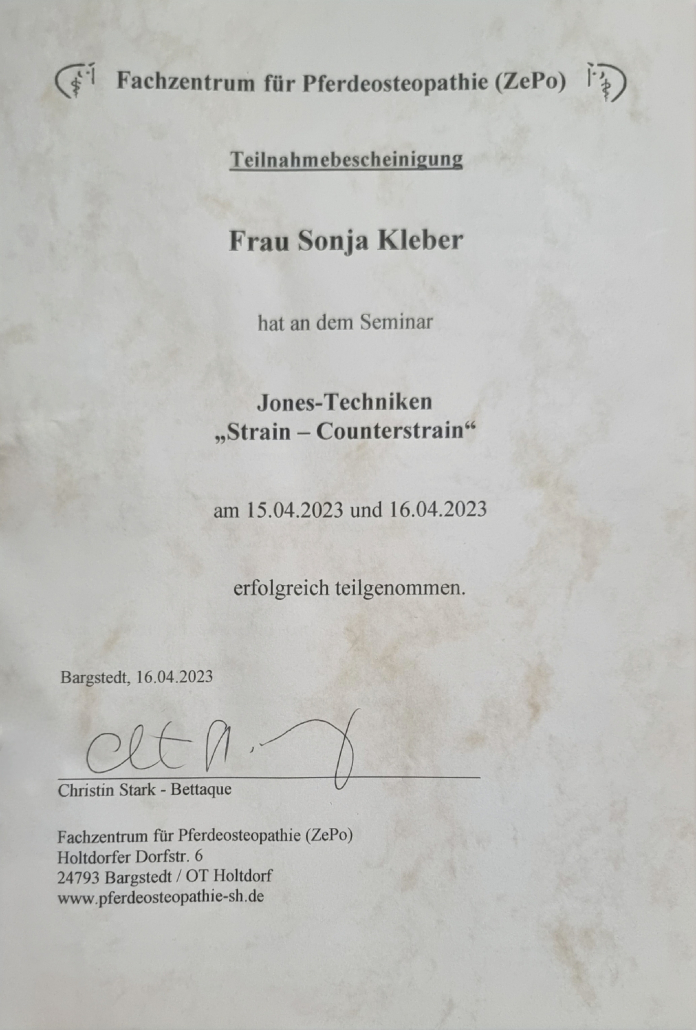 Fachzentrum für Pferdeosteopathie (ZePo)
Teilnahmebescheinigung
Frau Sonja Kleber
hat an dem Seminar
Jones-Techniken
„Strain – Counterstrain“
am 15.04.2023 und 16.04.2023
erfolgreich teilgenommen.
Bargstedt, 16.04.2023
Christin Stark - Bettaque
Fachzentrum für Pferdeosteopathie (ZePo)
Holtdorfer Dorfstr. 6
24793 Bargstedt / OT Holtdorf
www.pferdeosteopathie-sh.de